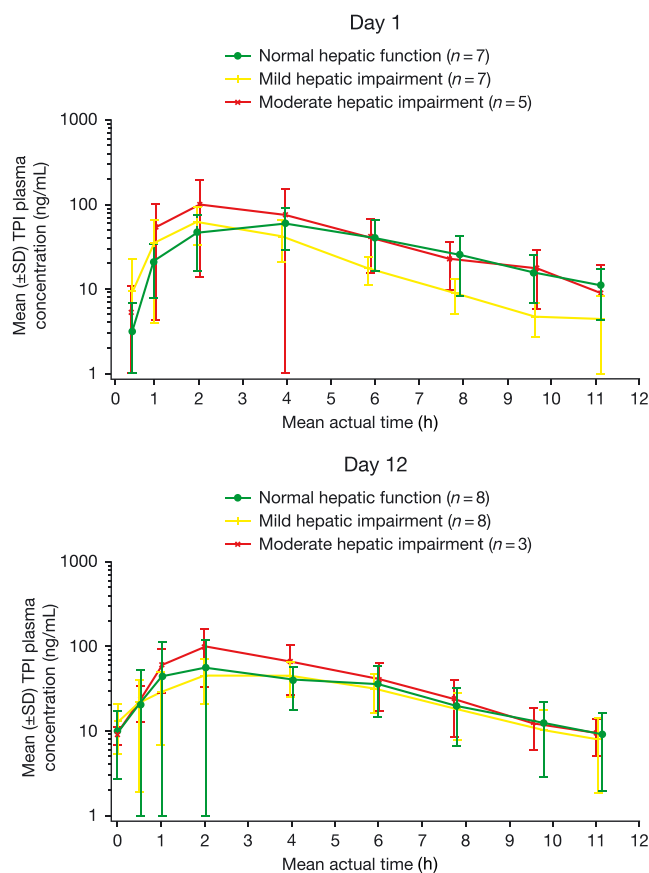 Day 1
Normal hepatic function (n = 7)
Mild hepatic impairment (n = 7)
Moderate hepatic impairment (n = 5)
Mean (±SD) TPI plasma
concentration (ng/mL)
1000
100
10
1
0 1 2 3 4 5 6 7 8 9 10 11 12
Mean actual time (h)
Day 12
Normal hepatic function (n = 8)
Mild hepatic impairment (n = 8)
Moderate hepatic impairment (n = 3)
Mean (±SD) TPI plasma
concentration (ng/mL)
1000
100
10
1
0 1 2 3 4 5 6 7 8 9 10 11 12
Mean actual time (h)